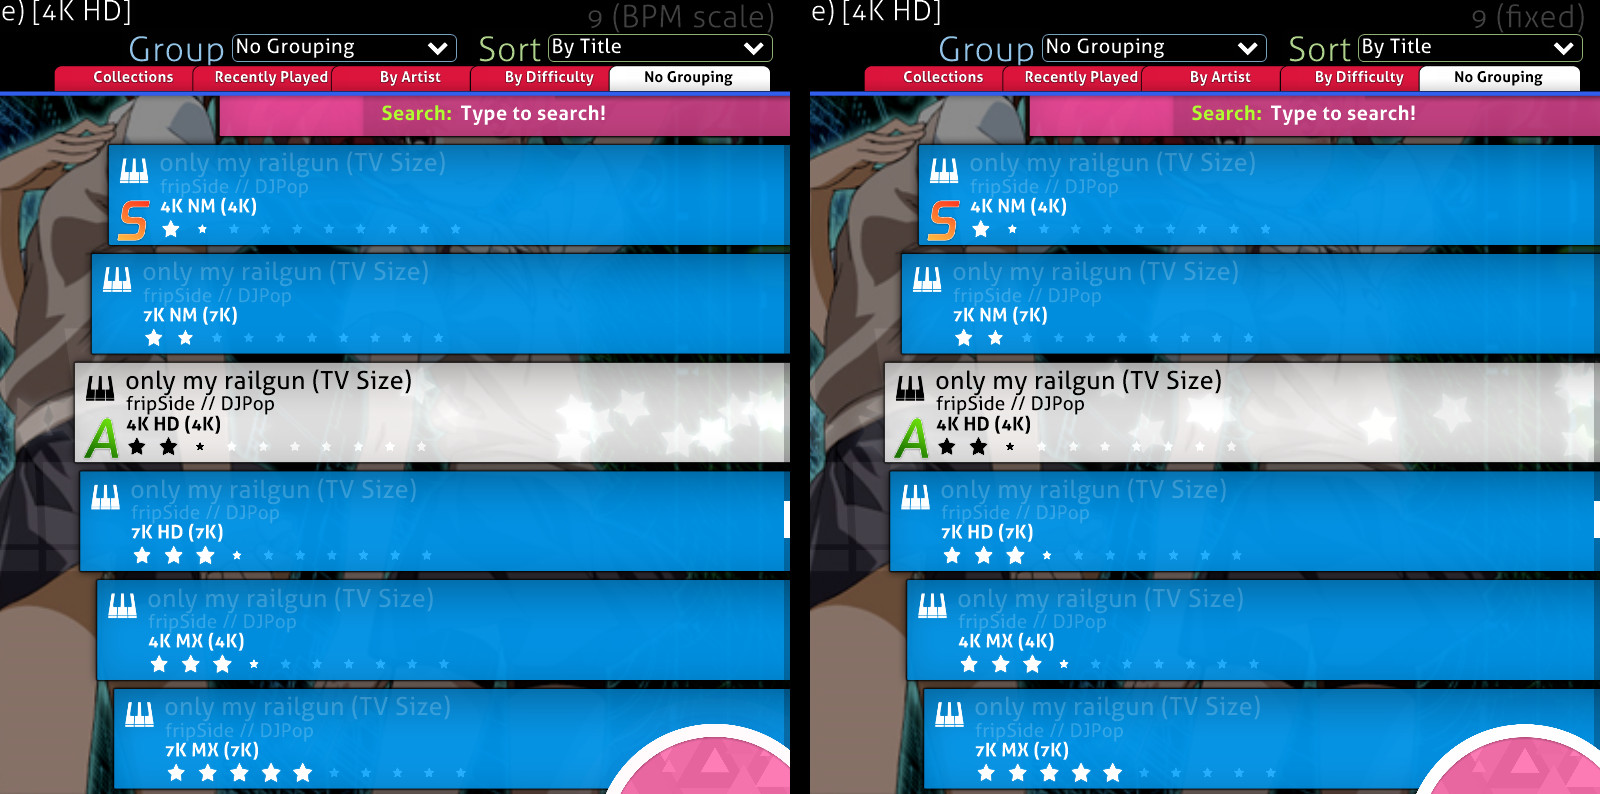 e) [4K HD]
9 (BPM scale)
Group No Grouping Sort By Title
Collections Recently Played By Artist By Difficulty No Grouping
Search: Type to search!
only my railgun (TV Size)
fripSide // DJPop
4K NM (4K)
S
only my railgun (TV Size)
fripSide // DJPop
7K NM (7K)
only my railgun (TV Size)
fripSide // DJPop
4K HD (4K)
A
only my railgun (TV Size)
fripSide // DJPop
7K HD (7K)
only my railgun (TV Size)
fripSide // DJPop
4K MX (4K)
only my railgun (TV Size)
fripSide // DJPop
7K MX (7K)
e) [4K HD]
9 (fixed)
Group No Grouping Sort By Title
Collections Recently Played By Artist By Difficulty No Grouping
Search: Type to search!
only my railgun (TV Size)
fripSide // DJPop
4K NM (4K)
S
only my railgun (TV Size)
fripSide // DJPop
7K NM (7K)
only my railgun (TV Size)
fripSide // DJPop
4K HD (4K)
A
only my railgun (TV Size)
fripSide // DJPop
7K HD (7K)
only my railgun (TV Size)
fripSide // DJPop
4K MX (4K)
only my railgun (TV Size)
fripSide // DJPop
7K MX (7K)